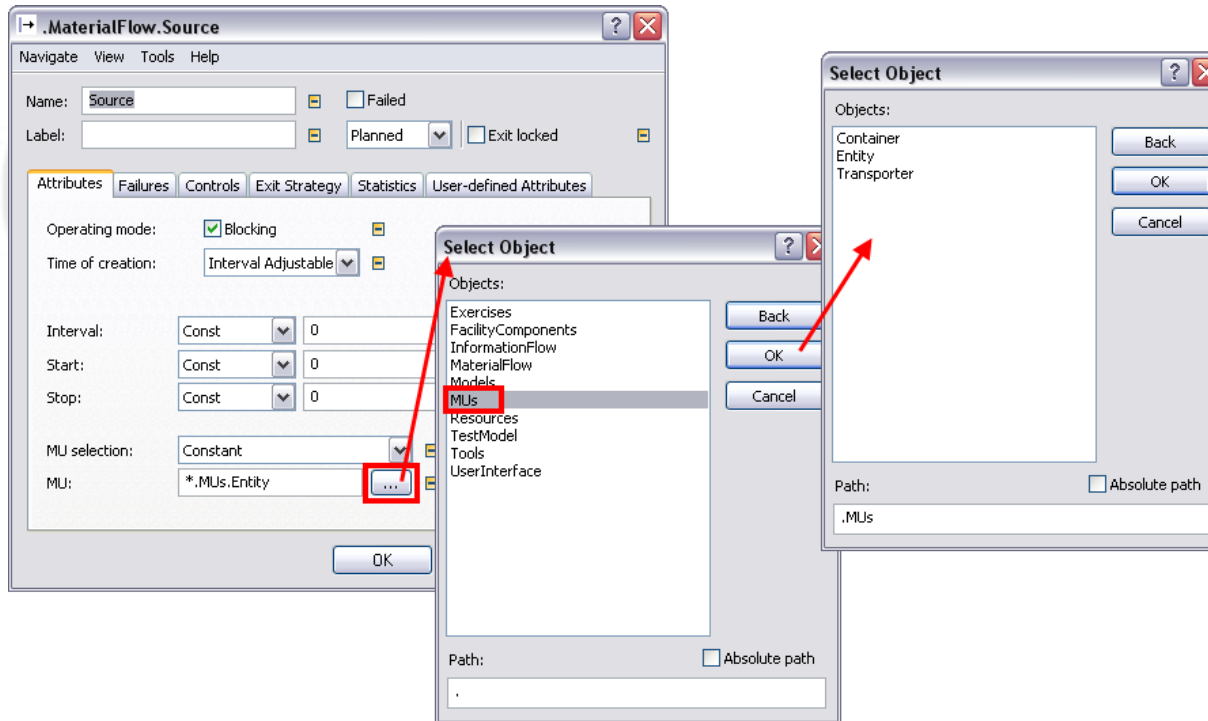 .MaterialFlow.Source
Navigate View Tools Help
Name: Source Failed
Label: Planned Exit locked
Attributes Failures Controls Exit Strategy Statistics User-defined Attributes
Operating mode: Blocking
Time of creation: Interval Adjustable
Interval: Const 0
Start: Const 0
Stop: Const 0
MU selection: Constant
MU: *.MUs.Entity ...
OK
Select Object
Objects:
Exercises
FacilityComponents
InformationFlow
MaterialFlow
Models
MUs
Resources
TestModel
Tools
UserInterface
Back
OK
Cancel
Path: Absolute path
.
Select Object
Objects:
Container
Entity
Transporter
Back
OK
Cancel
Path: Absolute path
.MUs